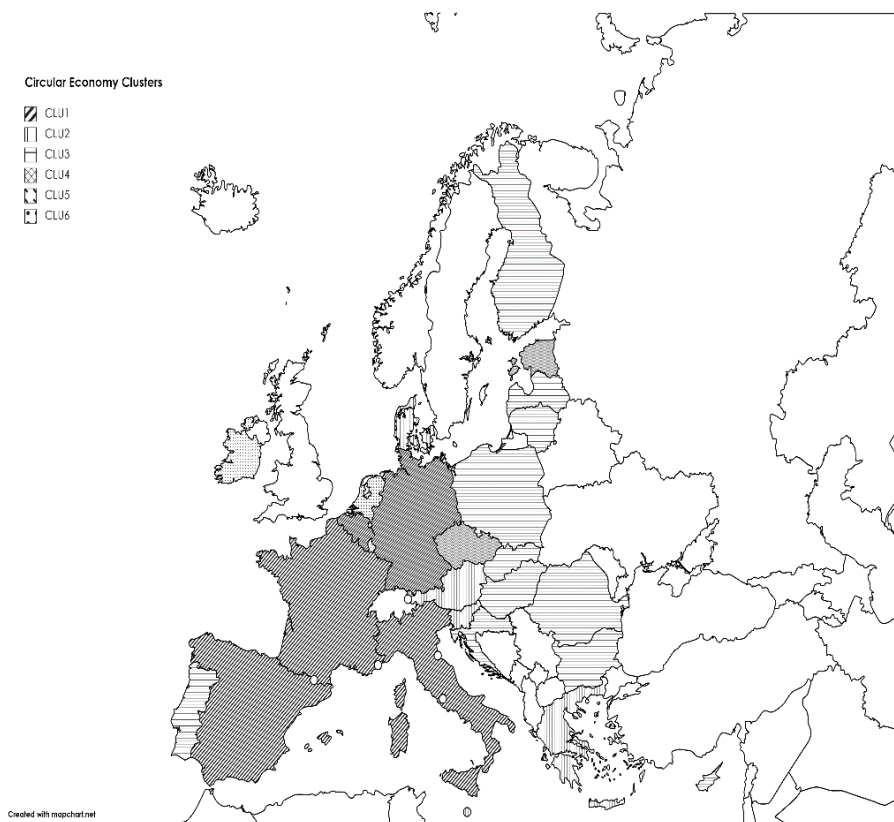 Circular Economy Clusters
CLU1
CLU2
CLU3
CLU4
CLU5
CLU6
Created with mapchart.net